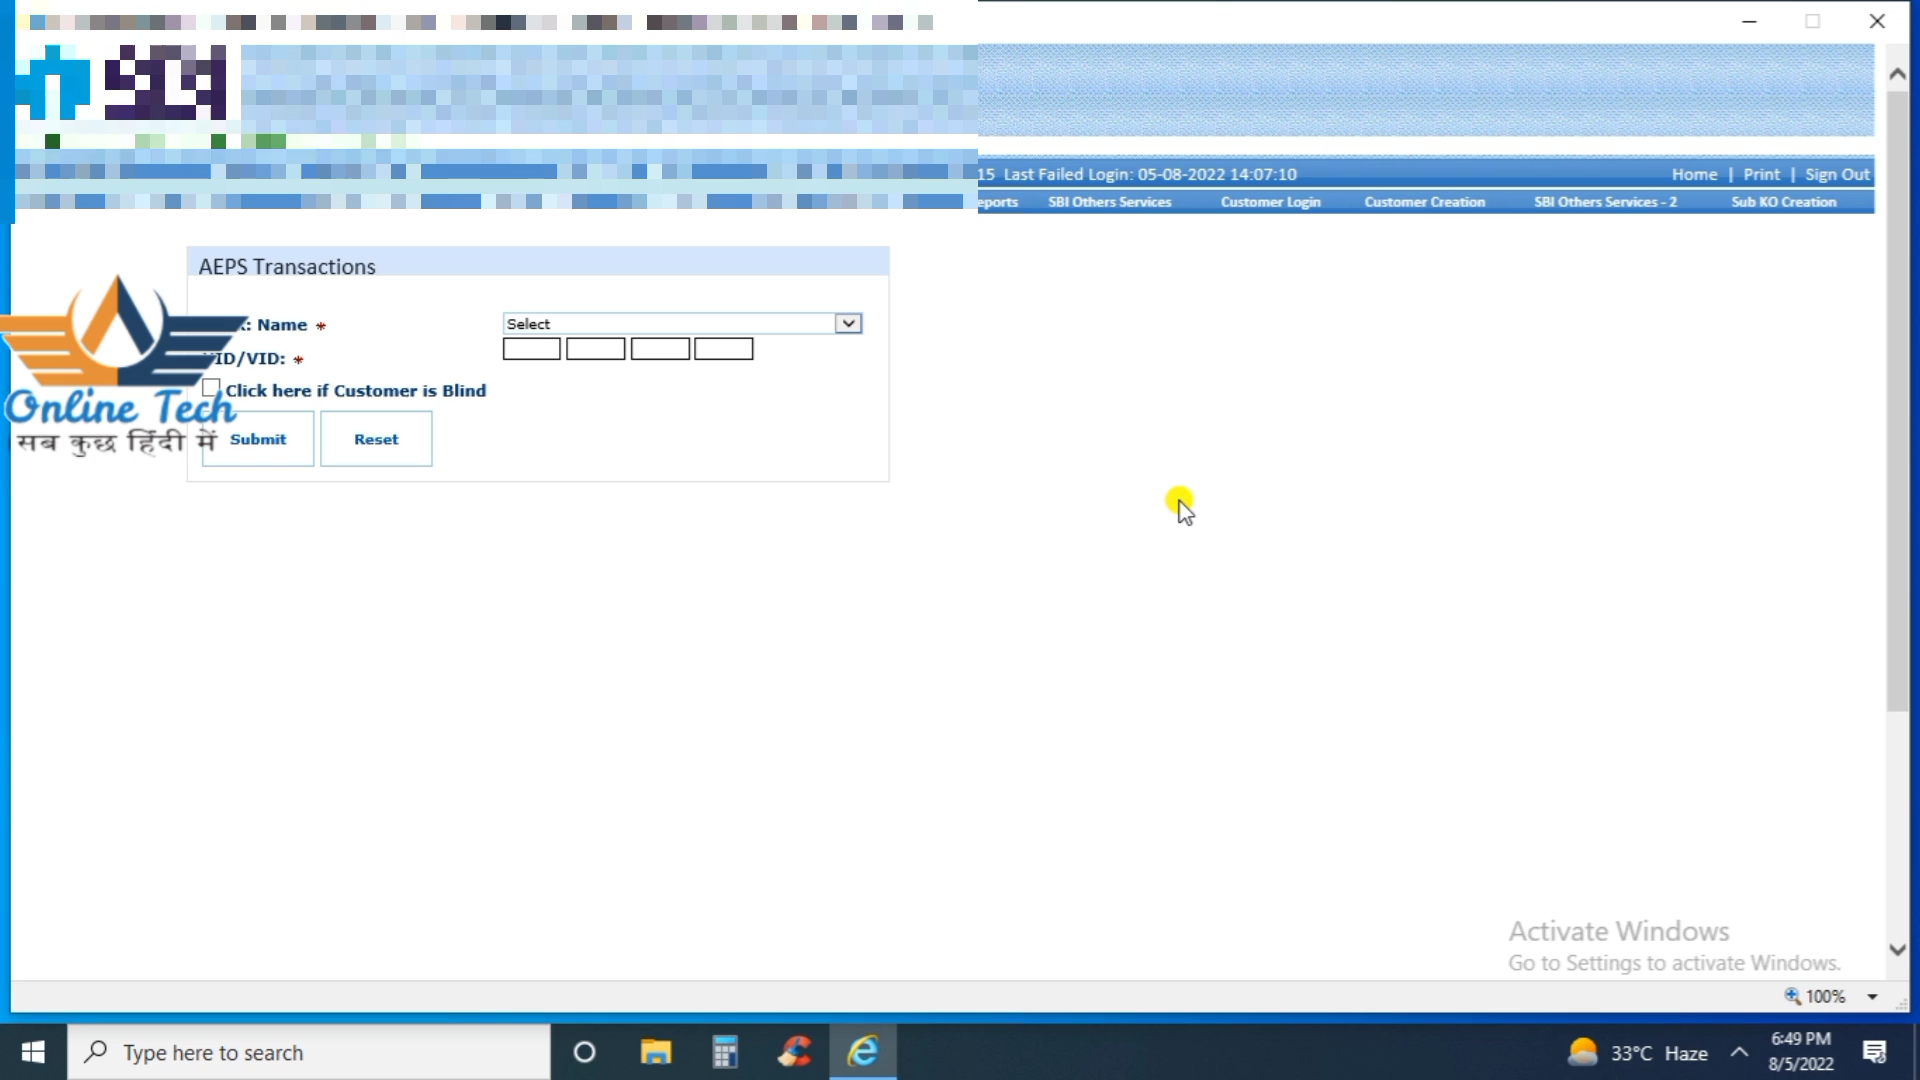 15 Last Failed Login: 05-08-2022 14:07:10 Home | Print | Sign Out
eports SBI Others Services Customer Login Customer Creation SBI Others Services - 2 Sub KO Creation
AEPS Transactions
: Name * Select
ID/VID: *
Click here if Customer is Blind
Online Tech
सब कुछ हिंदी में
Submit Reset
Activate Windows
Go to Settings to activate Windows.
100%
Type here to search
33°C Haze
6:49 PM
8/5/2022